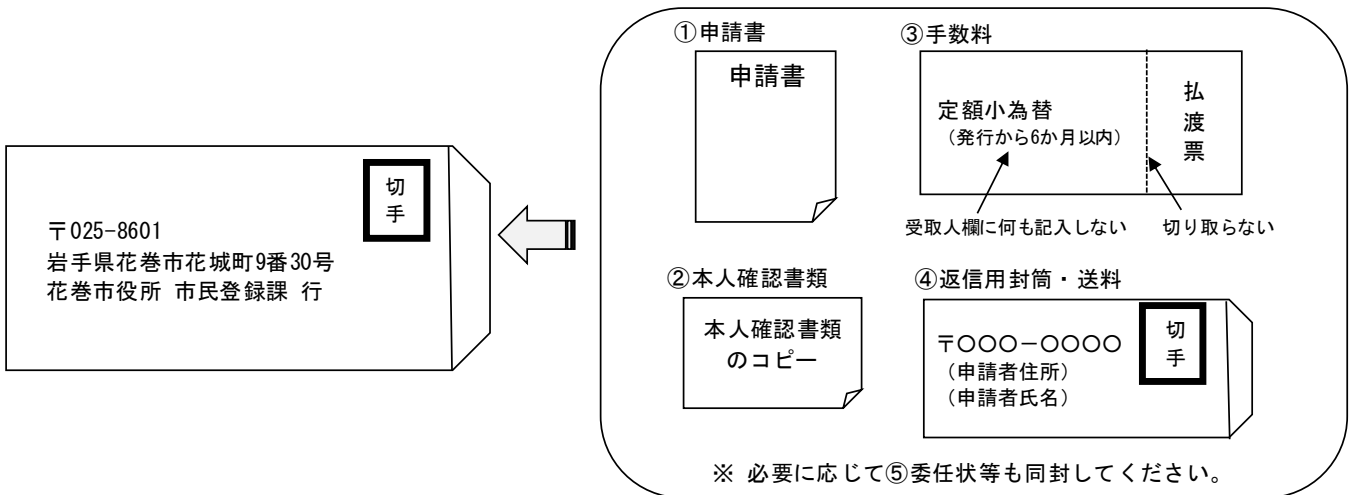 切
手
〒025-8601
岩手県花巻市花城町9番30号
花巻市役所 市民登録課 行
①申請書
申請書
②本人確認書類
本人確認書類
のコピー
③手数料
定額小為替
（発行から6か月以内）
払
渡
票
受取人欄に何も記入しない
切り取らない
④返信用封筒・送料
切
手
〒○○○－○○○○
（申請者住所）
（申請者氏名）
※ 必要に応じて⑤委任状等も同封してください。